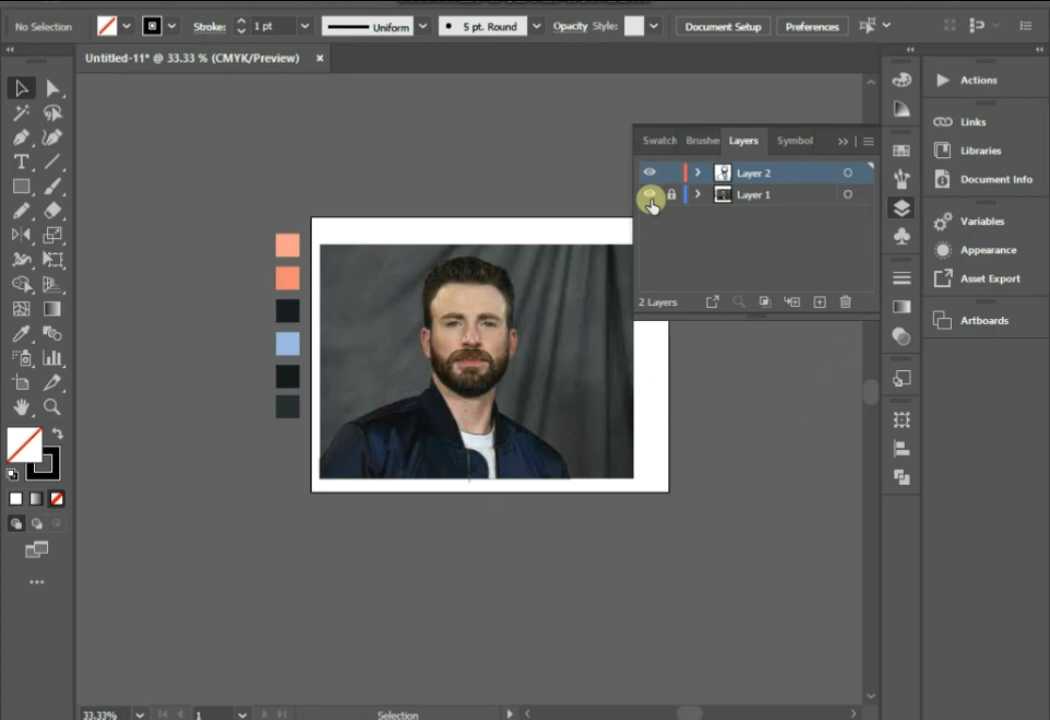 No Selection
Stroke:
1 pt
Uniform
5 pt. Round
Opacity
Style:
Document Setup
Preferences
Untitled-11* @ 33.33 % (CMYK/Preview)
×
Swatch
Brushe
Layers
Symbol
Layer 2
Layer 1
2 Layers
Actions
Links
Libraries
Document Info
Variables
Appearance
Asset Export
Artboards
33.33%
1
Selection